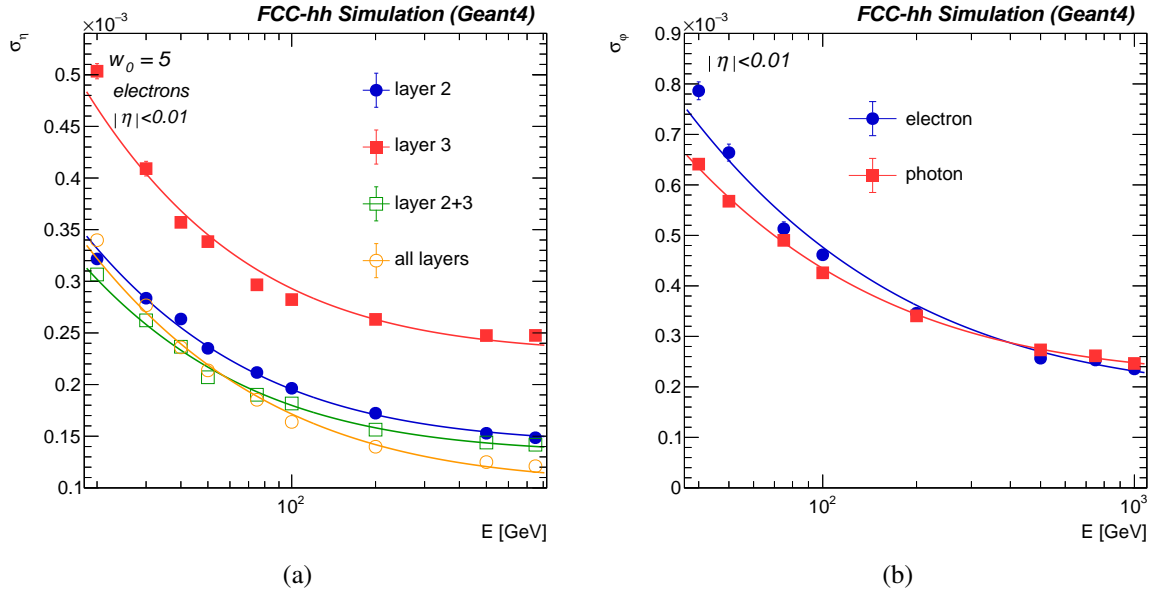 FCC-hh Simulation (Geant4)
×10⁻³
σ_η
w₀ = 5
electrons
|η|<0.01
layer 2
layer 3
layer 2+3
all layers
0.5
0.45
0.4
0.35
0.3
0.25
0.2
0.15
0.1
10²
E [GeV]
(a)
FCC-hh Simulation (Geant4)
×10⁻³
σ_φ
|η|<0.01
electron
photon
0.9
0.8
0.7
0.6
0.5
0.4
0.3
0.2
0.1
0
10²
10³
E [GeV]
(b)